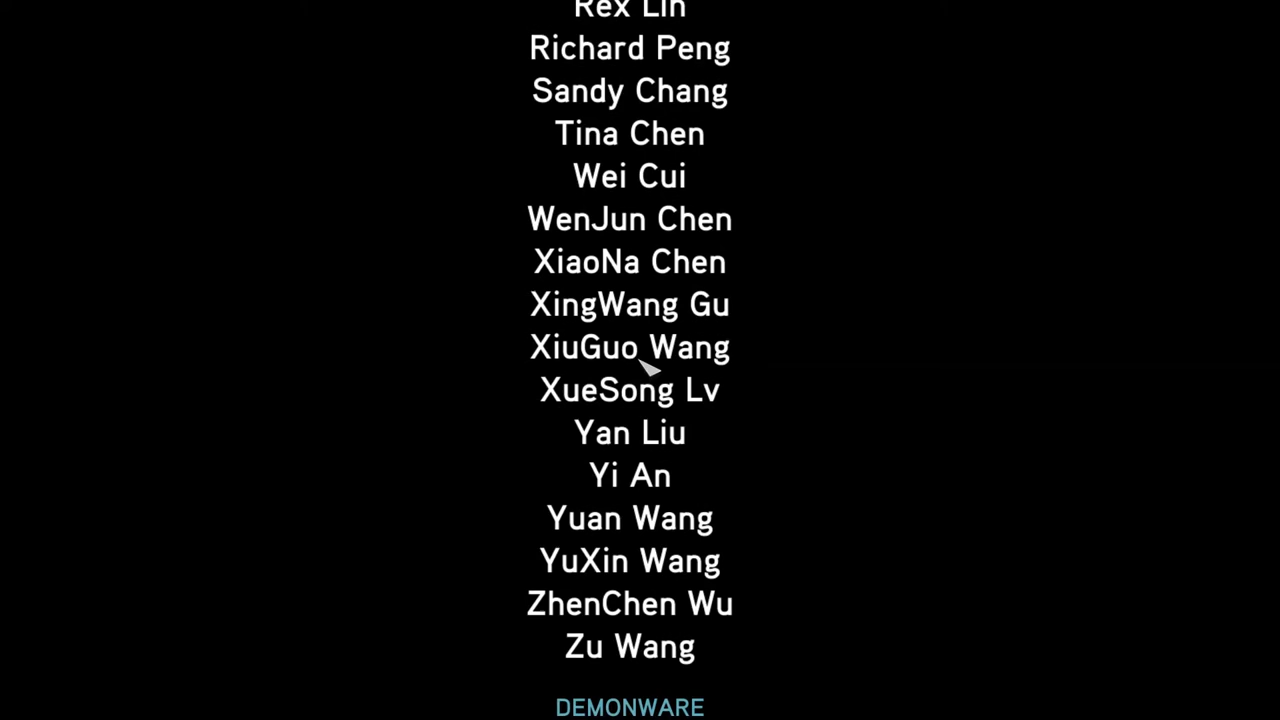 Rex Lin
Richard Peng
Sandy Chang
Tina Chen
Wei Cui
WenJun Chen
XiaoNa Chen
XingWang Gu
XiuGuo Wang
XueSong Lv
Yan Liu
Yi An
Yuan Wang
YuXin Wang
ZhenChen Wu
Zu Wang
DEMONWARE